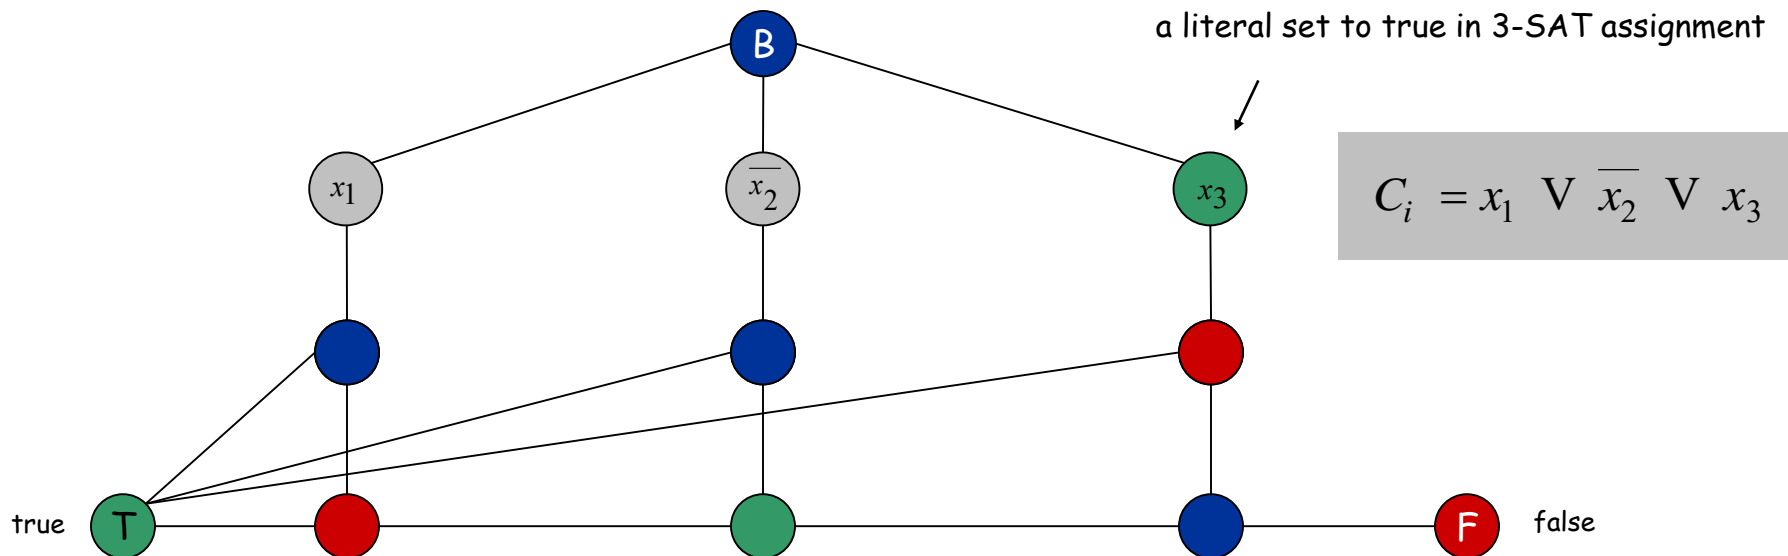 B
a literal set to true in 3-SAT assignment
x₁
x̅₂
x₃
Cᵢ = x₁ V x̅₂ V x₃
true
T
F
false